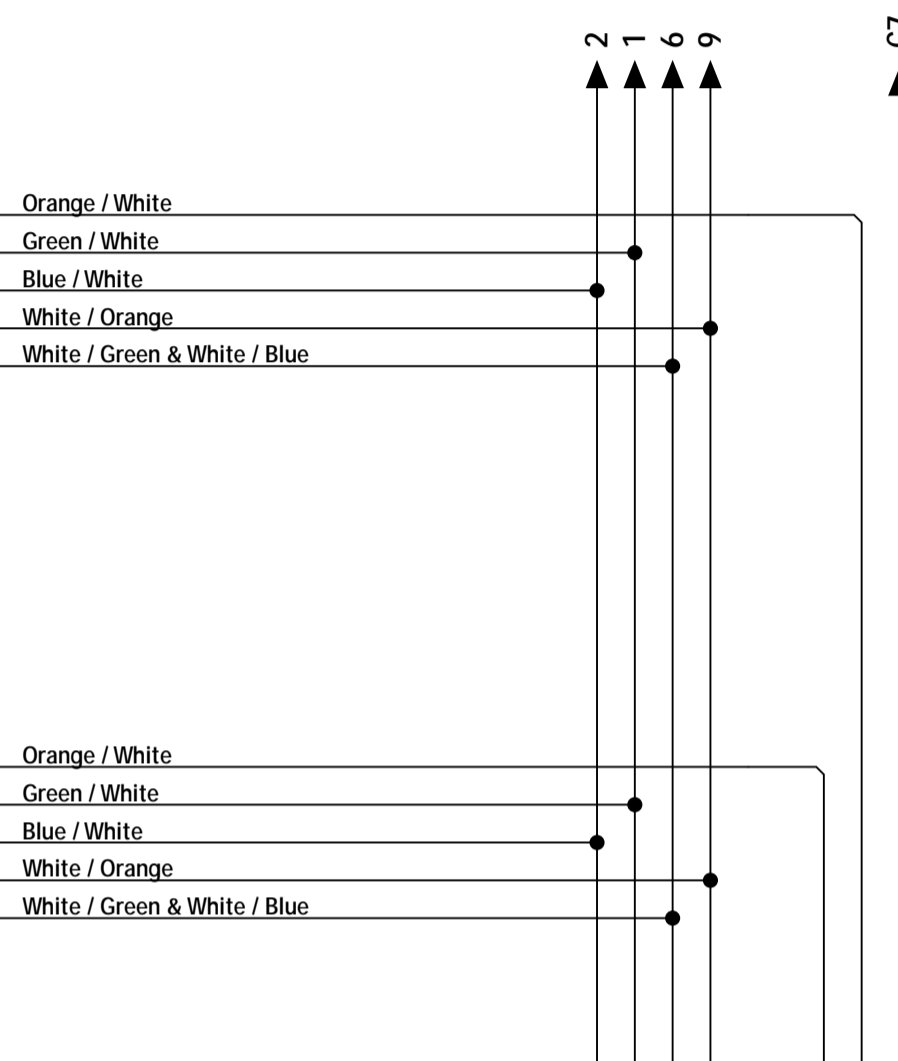 2 1 6 9
Orange / White
Green / White
Blue / White
White / Orange
White / Green & White / Blue
Orange / White
Green / White
Blue / White
White / Orange
White / Green & White / Blue